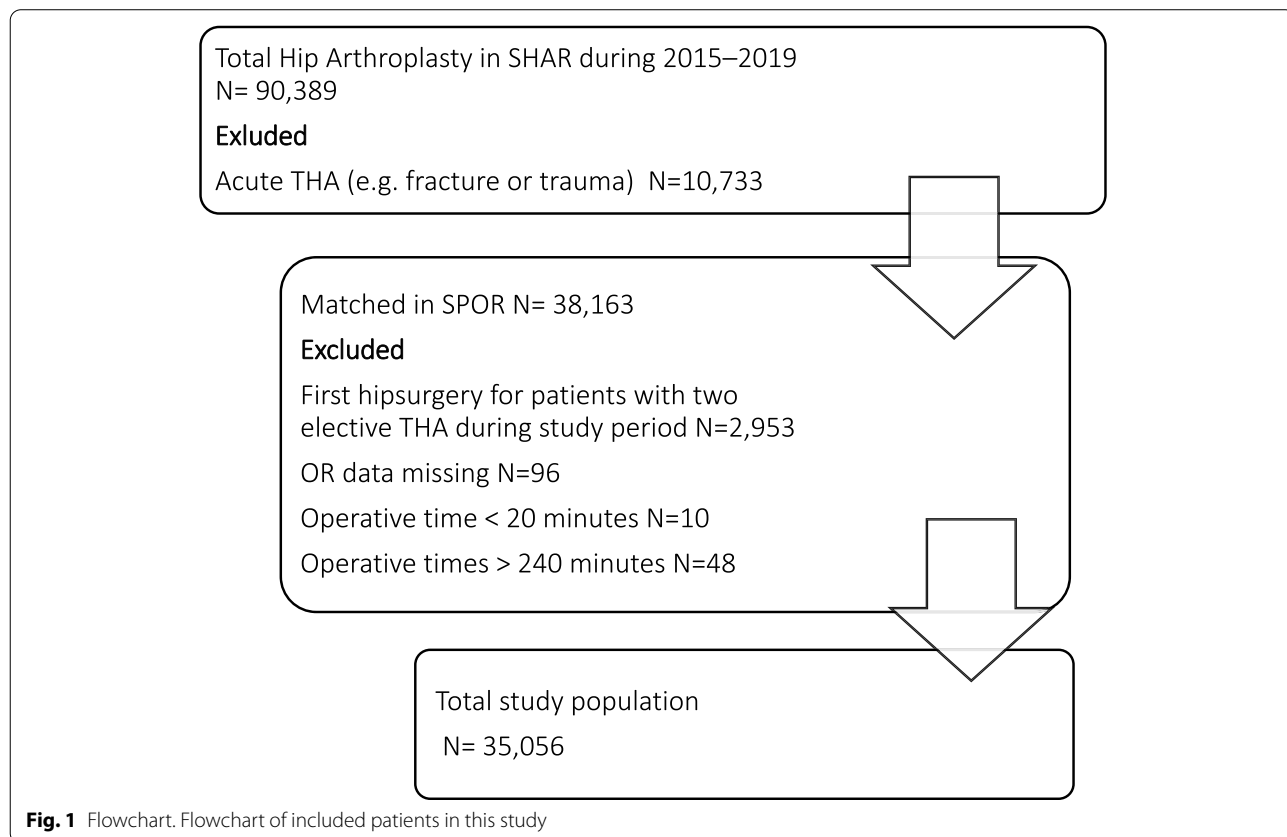 Total Hip Arthroplasty in SHAR during 2015–2019
N= 90,389
Exluded
Acute THA (e.g. fracture or trauma) N=10,733
Matched in SPOR N= 38,163
Excluded
First hipsurgery for patients with two
elective THA during study period N=2,953
OR data missing N=96
Operative time < 20 minutes N=10
Operative times > 240 minutes N=48
Total study population
N= 35,056
Fig. 1 Flowchart. Flowchart of included patients in this study